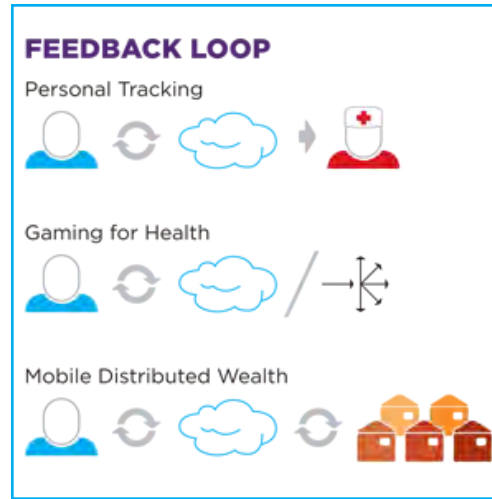 FEEDBACK LOOP
Personal Tracking
Gaming for Health
Mobile Distributed Wealth